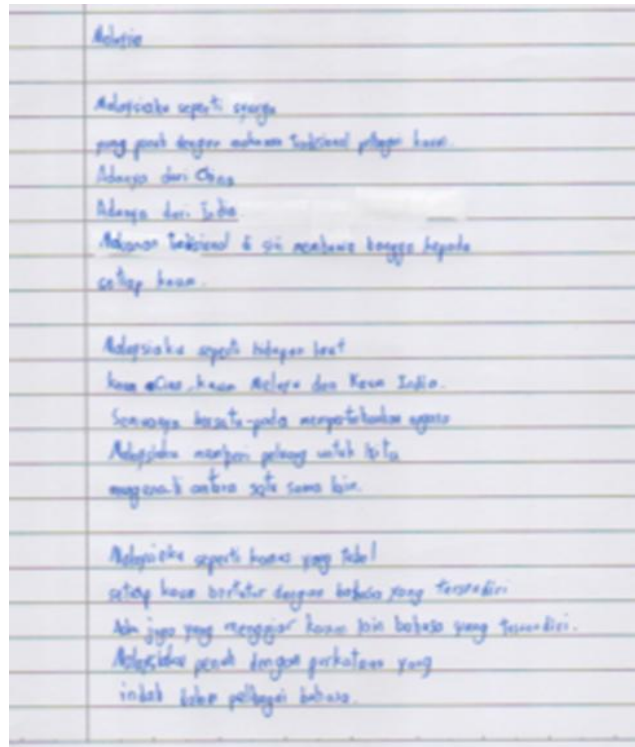 Malaysia
Malaysiaku seperti syurga
yang penuh dengan makanan tradisional pelbagai kaum.
Adanya dari China
Adanya dari India
Makanan tradisional di sini membawa bangga kepada
setiap kaum.
Malaysiaku seperti hidupan laut
kaum Cina, kaum Melayu dan Kaum India.
Semuanya bersatu-padu mempertahankan negara
Malaysiaku memberi peluang untuk kita
mengenali antara satu sama lain.
Malaysiaku seperti kamus yang tebal
setiap kaum bertutur dengan bahasa yang tersendiri
Ada juga yang mengajar kaum lain bahasa yang tersendiri.
Malaysiaku penuh dengan perkataan yang
indah dalam pelbagai bahasa.